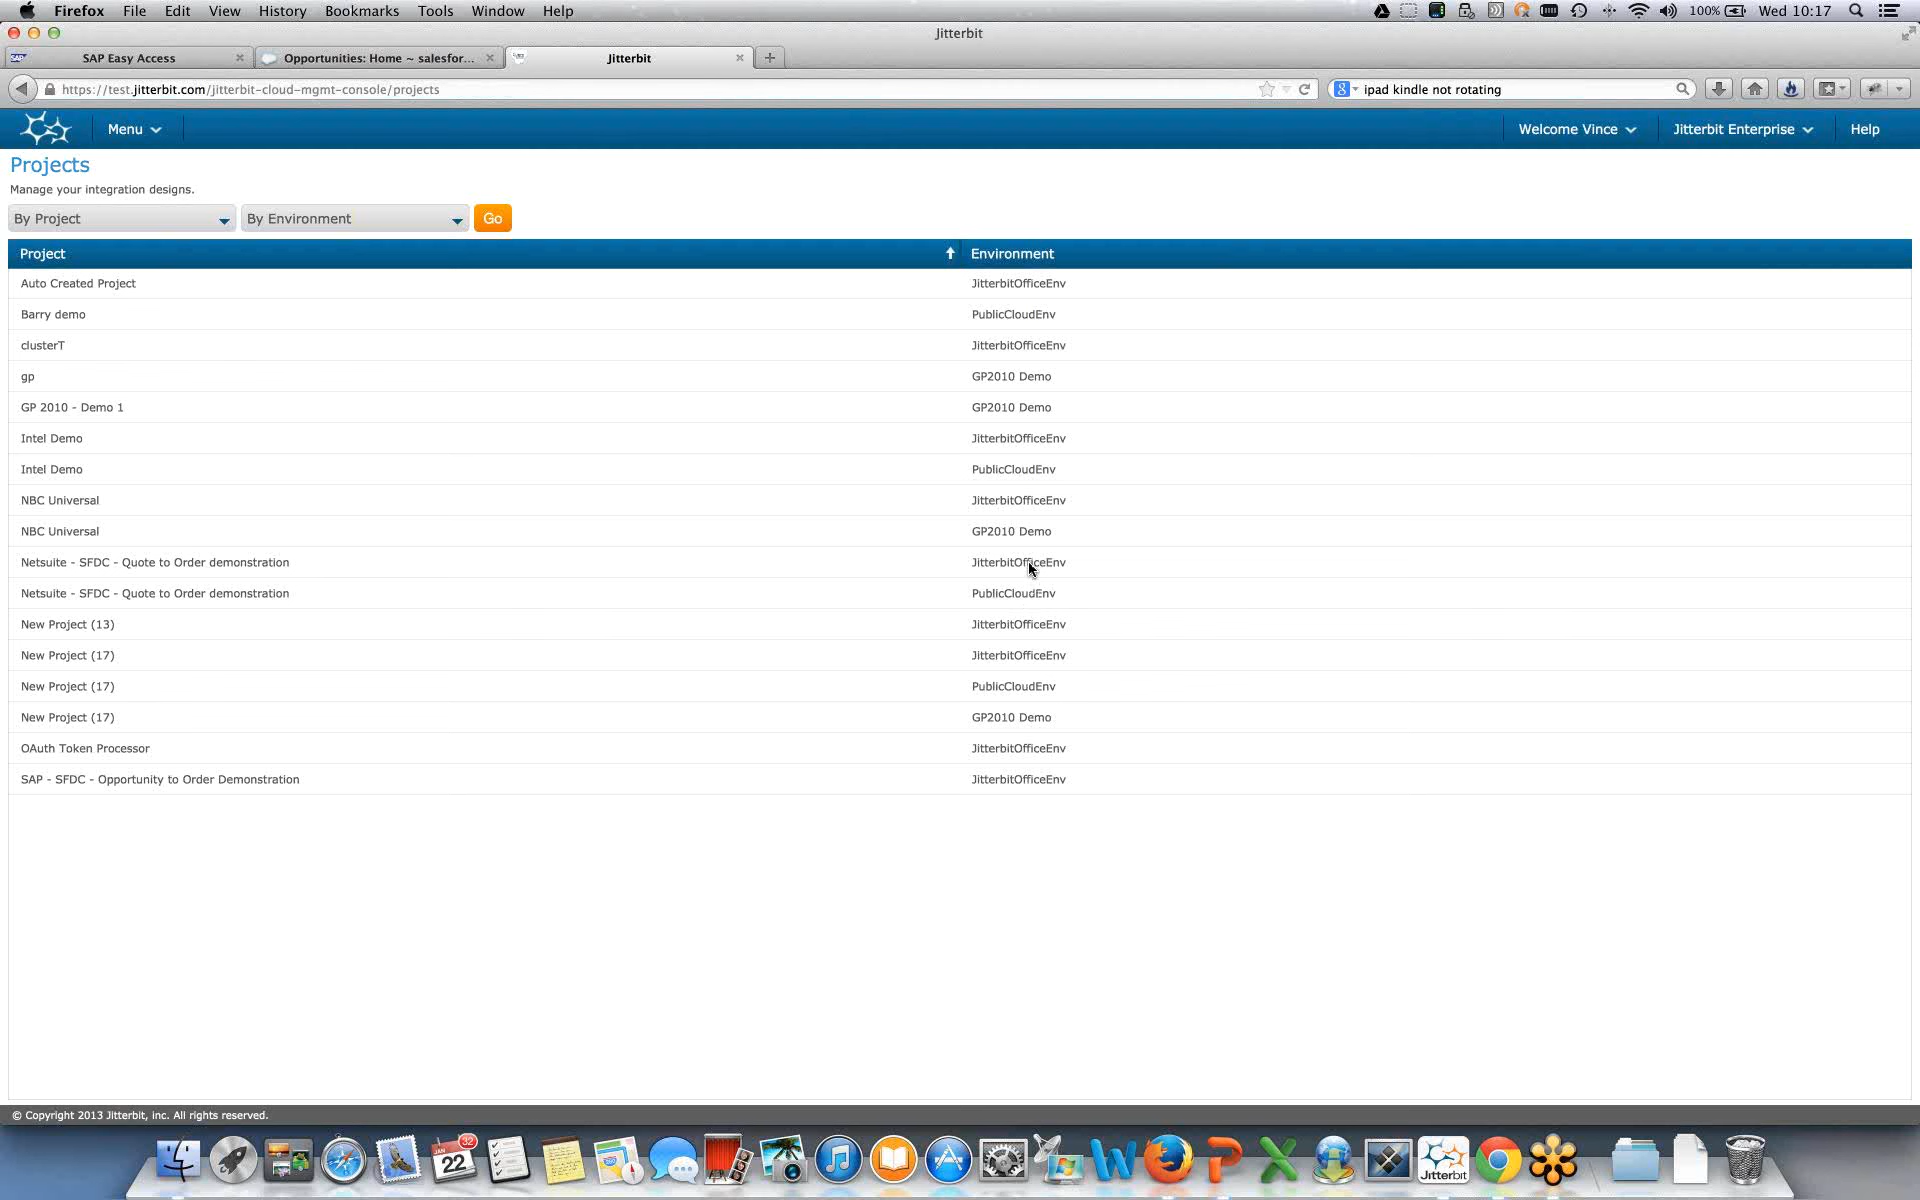 Firefox File Edit View History Bookmarks Tools Window Help 100% Wed 10:17
Jitterbit
SAP Easy Access Opportunities: Home ~ salesfor... Jitterbit
https://test.jitterbit.com/jitterbit-cloud-mgmt-console/projects ipad kindle not rotating
Menu Welcome Vince Jitterbit Enterprise Help
Projects
Manage your integration designs.
By Project By Environment Go
Project Environment
Auto Created Project JitterbitOfficeEnv
Barry demo PublicCloudEnv
clusterT JitterbitOfficeEnv
gp GP2010 Demo
GP 2010 - Demo 1 GP2010 Demo
Intel Demo JitterbitOfficeEnv
Intel Demo PublicCloudEnv
NBC Universal JitterbitOfficeEnv
NBC Universal GP2010 Demo
Netsuite - SFDC - Quote to Order demonstration JitterbitOfficeEnv
Netsuite - SFDC - Quote to Order demonstration PublicCloudEnv
New Project (13) JitterbitOfficeEnv
New Project (17) JitterbitOfficeEnv
New Project (17) PublicCloudEnv
New Project (17) GP2010 Demo
OAuth Token Processor JitterbitOfficeEnv
SAP - SFDC - Opportunity to Order Demonstration JitterbitOfficeEnv
© Copyright 2013 Jitterbit, inc. All rights reserved.
32
JAN
22
Jitterbit